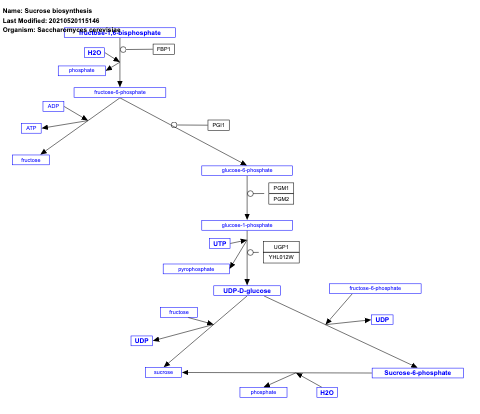 Name: Sucrose biosynthesis
Last Modified: 20210520115146
Organism: Saccharomyces cerevisiae
fructose-1,6-bisphosphate
FBP1
H2O
phosphate
fructose-6-phosphate
ADP
ATP
PGI1
fructose
glucose-6-phosphate
PGM1
PGM2
glucose-1-phosphate
UTP
UGP1
YHL012W
pyrophosphate
UDP-D-glucose
fructose-6-phosphate
fructose
UDP
UDP
sucrose
Sucrose-6-phosphate
phosphate
H2O